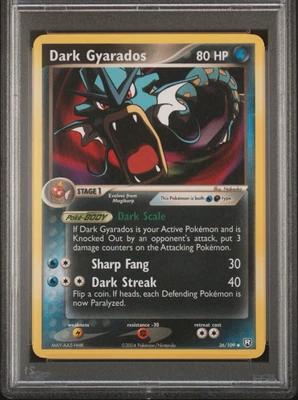 Dark Gyarados 80 HP
Illus. Nakaoka
STAGE 1
Evolves from Magikarp
This Pokémon is both type
Poké-BODY Dark Scale
If Dark Gyarados is your Active Pokémon and is
Knocked Out by an opponent's attack, put 3
damage counters on the Attacking Pokémon.
Sharp Fang 30
Dark Streak 40
Flip a coin. If heads, each Defending Pokémon is
now Paralyzed.
weakness resistance -30 retreat cost
©2004 Pokémon/Nintendo
R